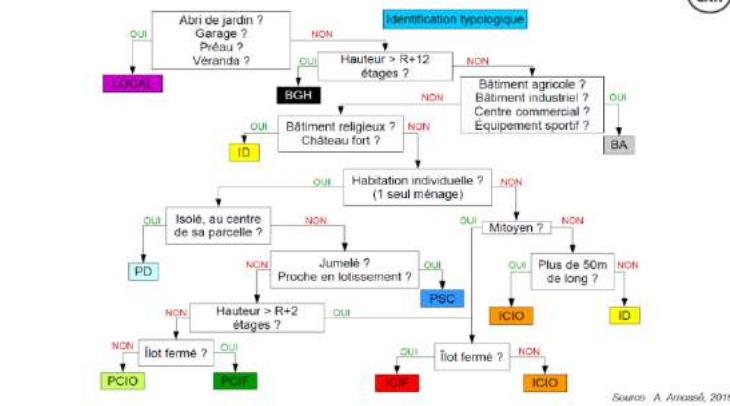 Identification typologique
Abri de jardin ?
Garage ?
Préau ?
Véranda ?
OUI
NON
LOCAL
Hauteur > R+12
étages ?
OUI
NON
BGH
Bâtiment agricole ?
Bâtiment industriel ?
Centre commercial ?
Équipement sportif ?
NON
OUI
BA
Bâtiment religieux ?
Château fort ?
OUI
NON
ID
Habitation individuelle ?
(1 seul ménage)
OUI
NON
Isolé, au centre
de sa parcelle ?
OUI
NON
PD
Mitoyen ?
OUI
NON
Jumelé ?
Proche en lotissement ?
NON
OUI
PSC
Plus de 50m
de long ?
OUI
NON
ICIO
ID
Hauteur > R+2
étages ?
NON
OUI
Îlot fermé ?
NON
OUI
PCIO
PCIF
Îlot fermé ?
OUI
NON
ICIF
ICIO
Source A. Amossé, 2016